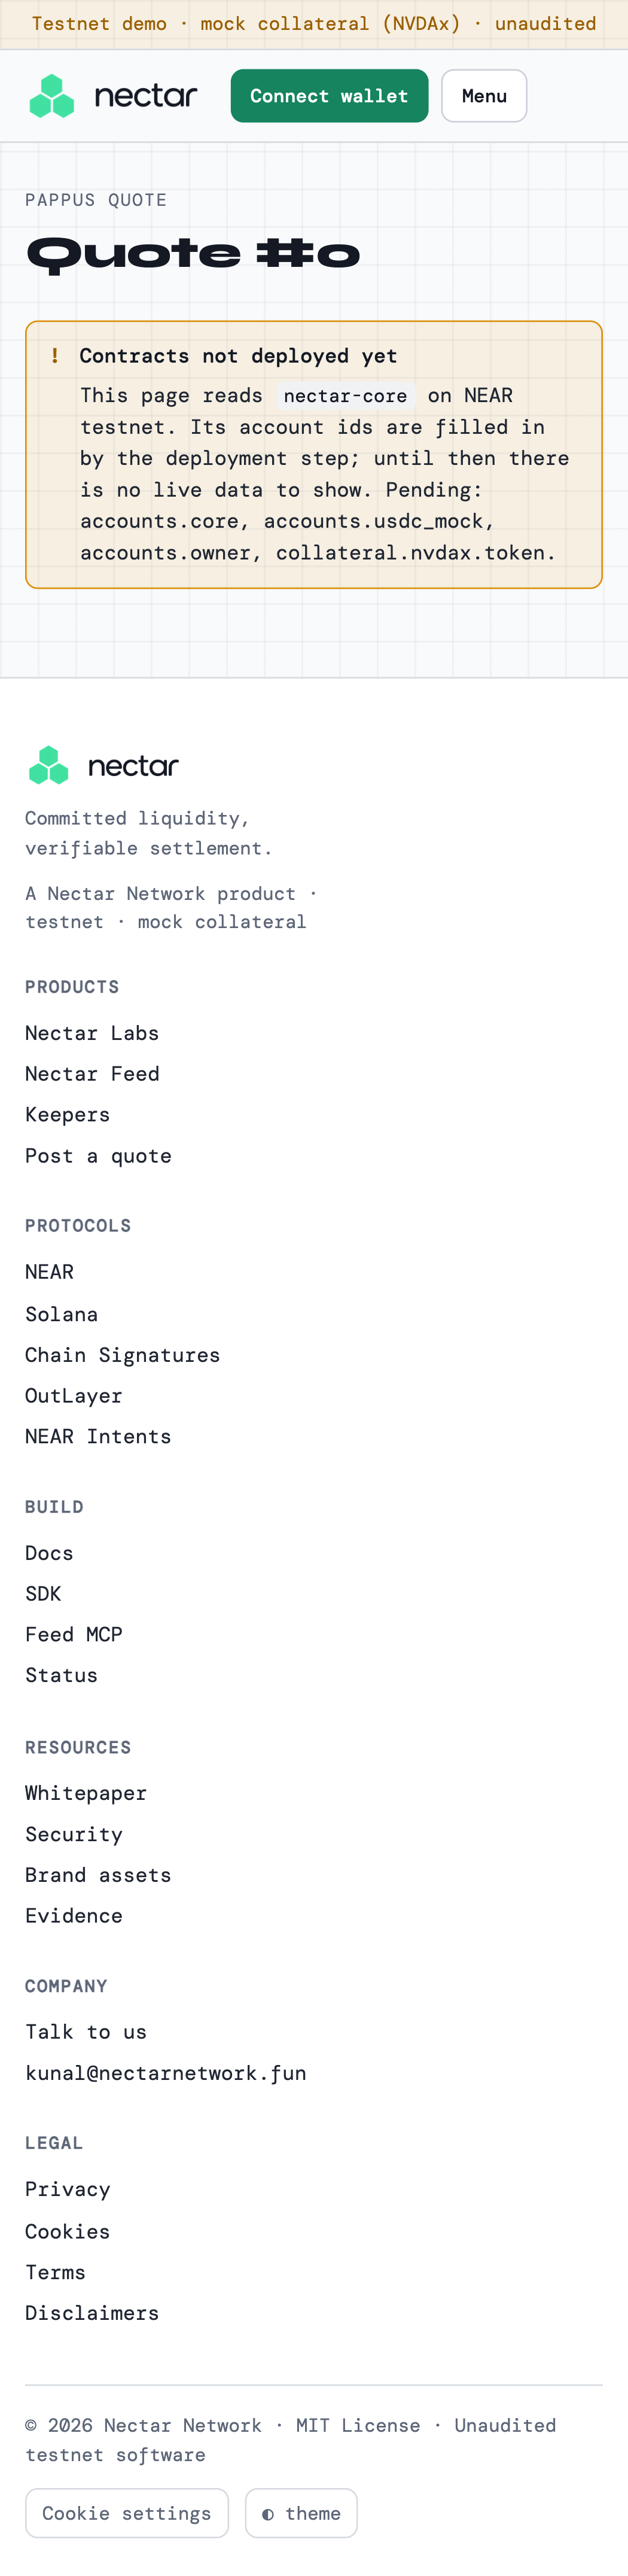 Testnet demo · mock collateral (NVDAx) · unaudited
nectar
Connect wallet
Menu
PAPPUS QUOTE
Quote #0
! Contracts not deployed yet
This page reads nectar-core on NEAR
testnet. Its account ids are filled in
by the deployment step; until then there
is no live data to show. Pending:
accounts.core, accounts.usdc_mock,
accounts.owner, collateral.nvdax.token.
nectar
Committed liquidity,
verifiable settlement.
A Nectar Network product ·
testnet · mock collateral
PRODUCTS
Nectar Labs
Nectar Feed
Keepers
Post a quote
PROTOCOLS
NEAR
Solana
Chain Signatures
OutLayer
NEAR Intents
BUILD
Docs
SDK
Feed MCP
Status
RESOURCES
Whitepaper
Security
Brand assets
Evidence
COMPANY
Talk to us
kunal@nectarnetwork.fun
LEGAL
Privacy
Cookies
Terms
Disclaimers
© 2026 Nectar Network · MIT License · Unaudited
testnet software
Cookie settings
◐ theme